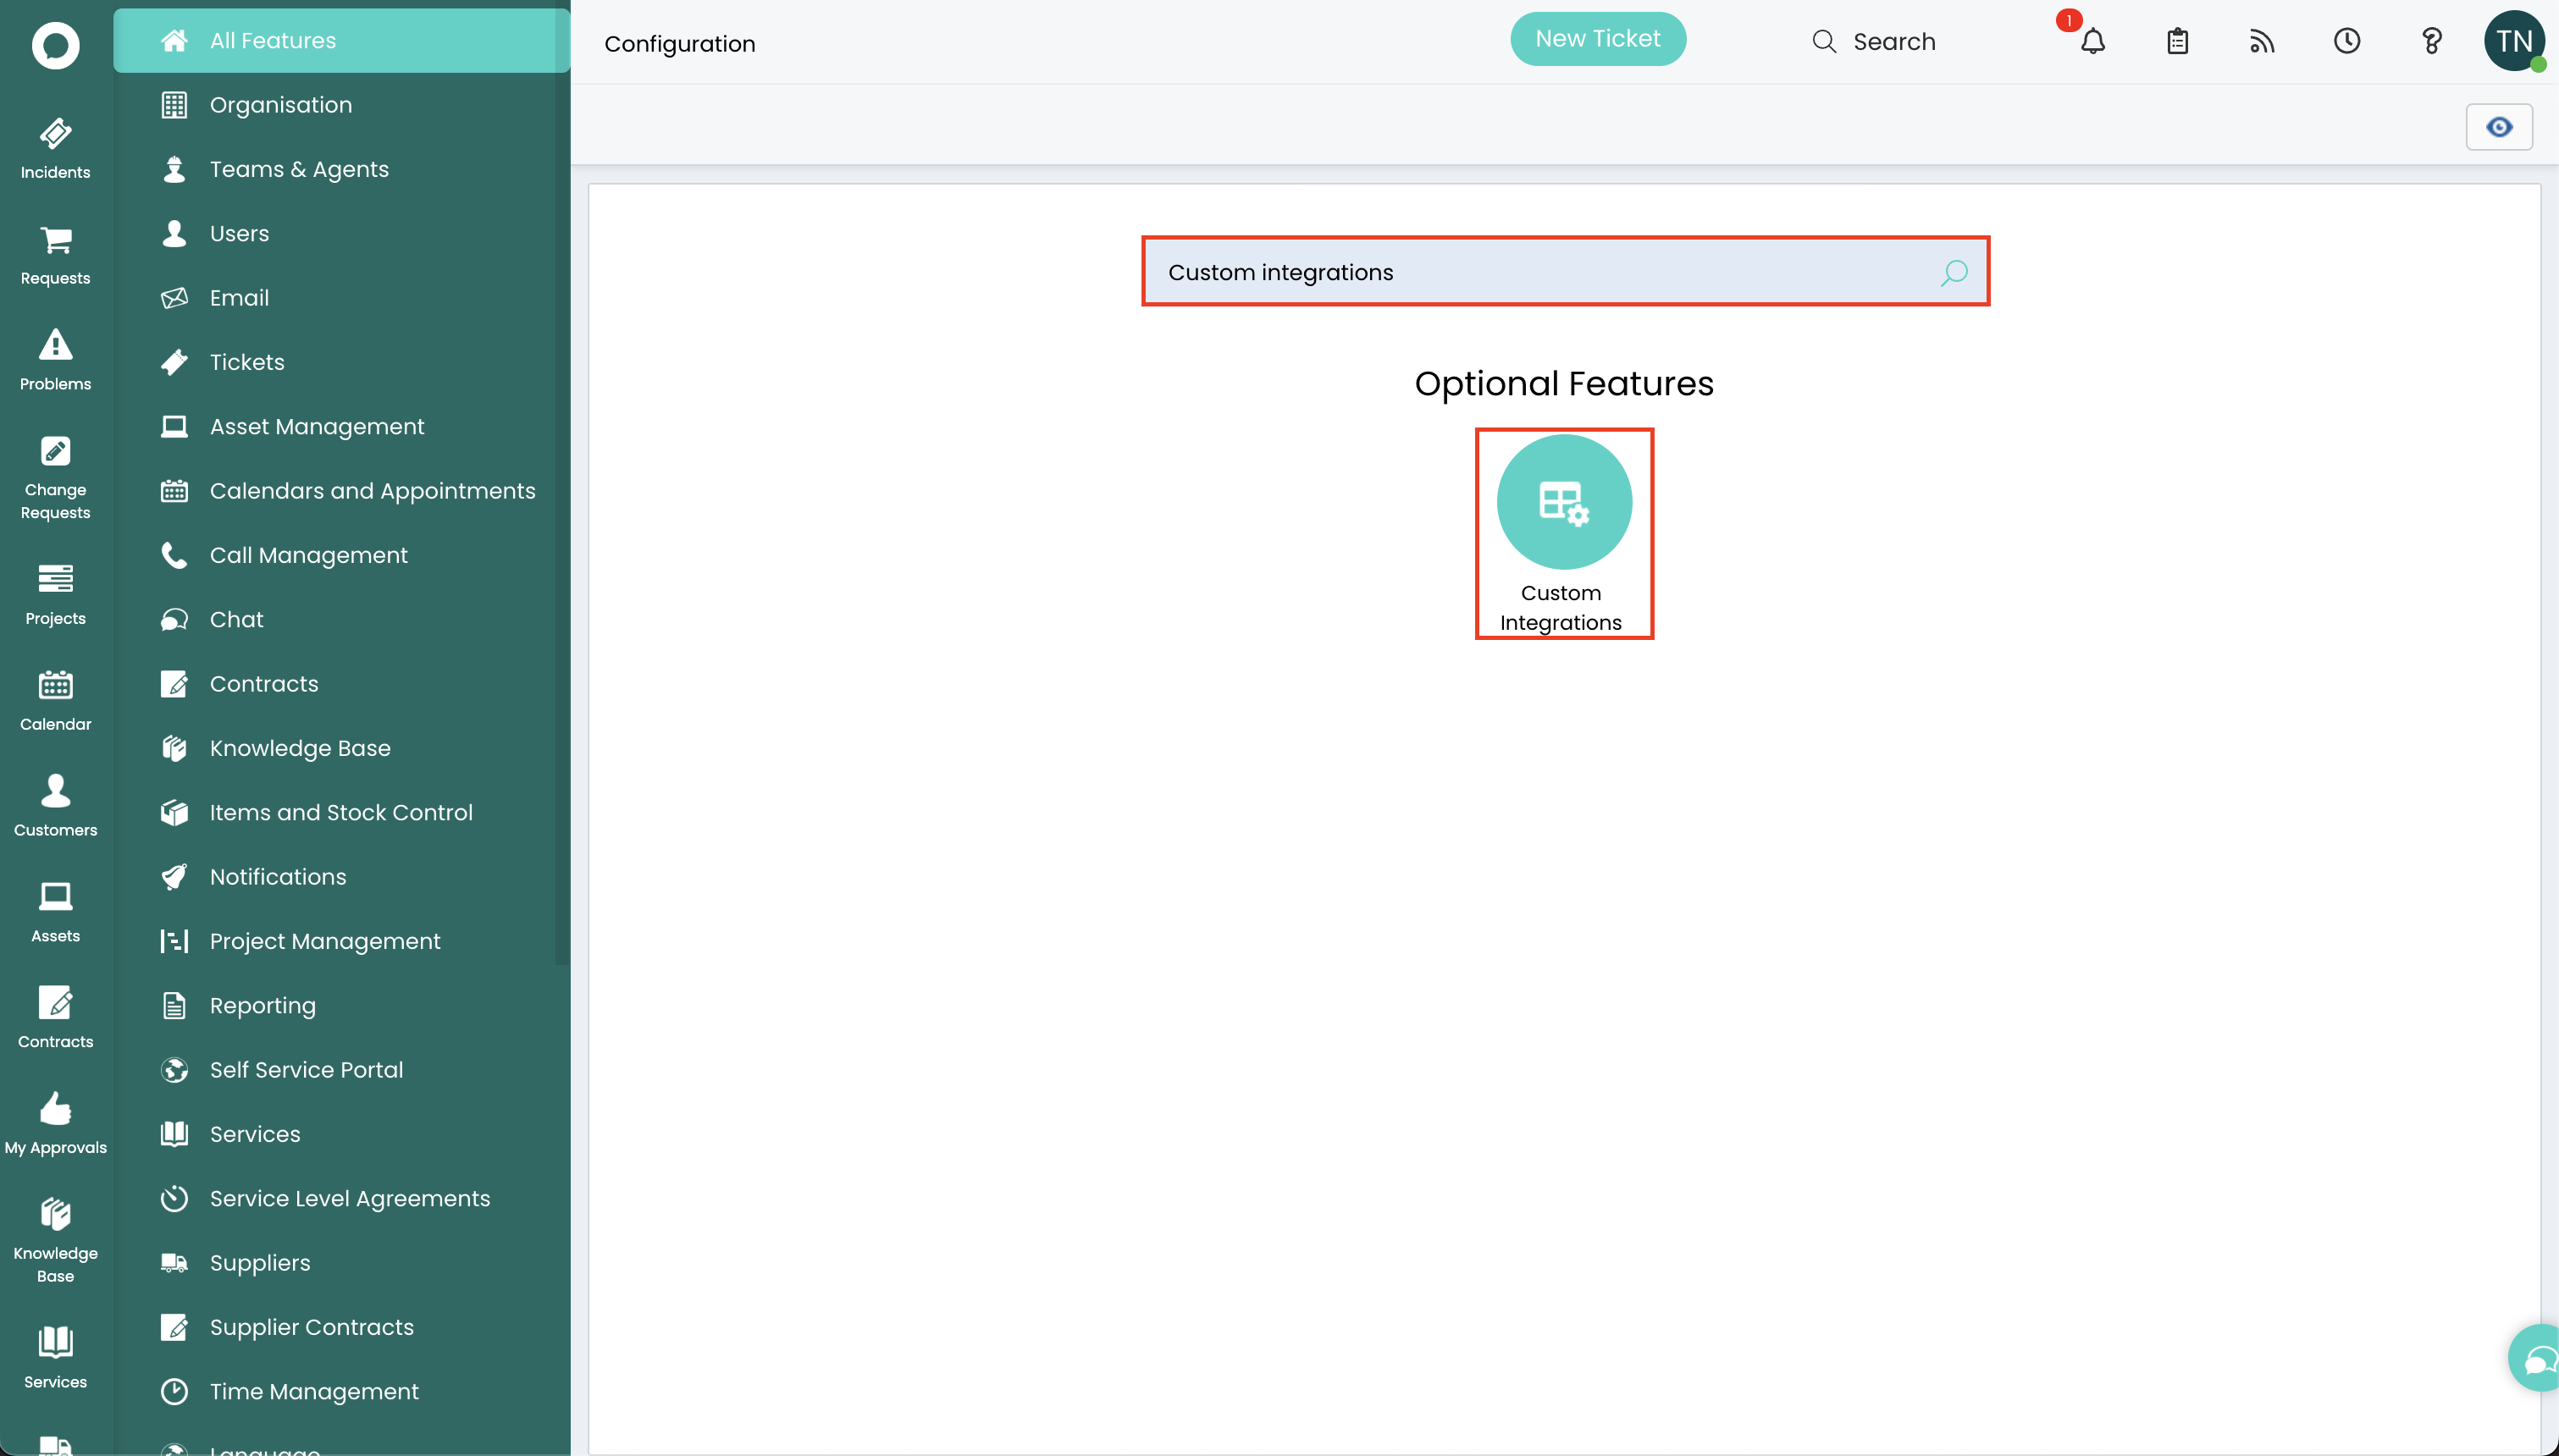 Incidents
Requests
Problems
Change
Requests
Projects
Calendar
Customers
Assets
Contracts
My Approvals
Knowledge
Base
Services
All Features
Organisation
Teams & Agents
Users
Email
Tickets
Asset Management
Calendars and Appointments
Call Management
Chat
Contracts
Knowledge Base
Items and Stock Control
Notifications
Project Management
Reporting
Self Service Portal
Services
Service Level Agreements
Suppliers
Supplier Contracts
Time Management
Language
Configuration
New Ticket
Search
1
TN
Custom integrations
Optional Features
Custom
Integrations